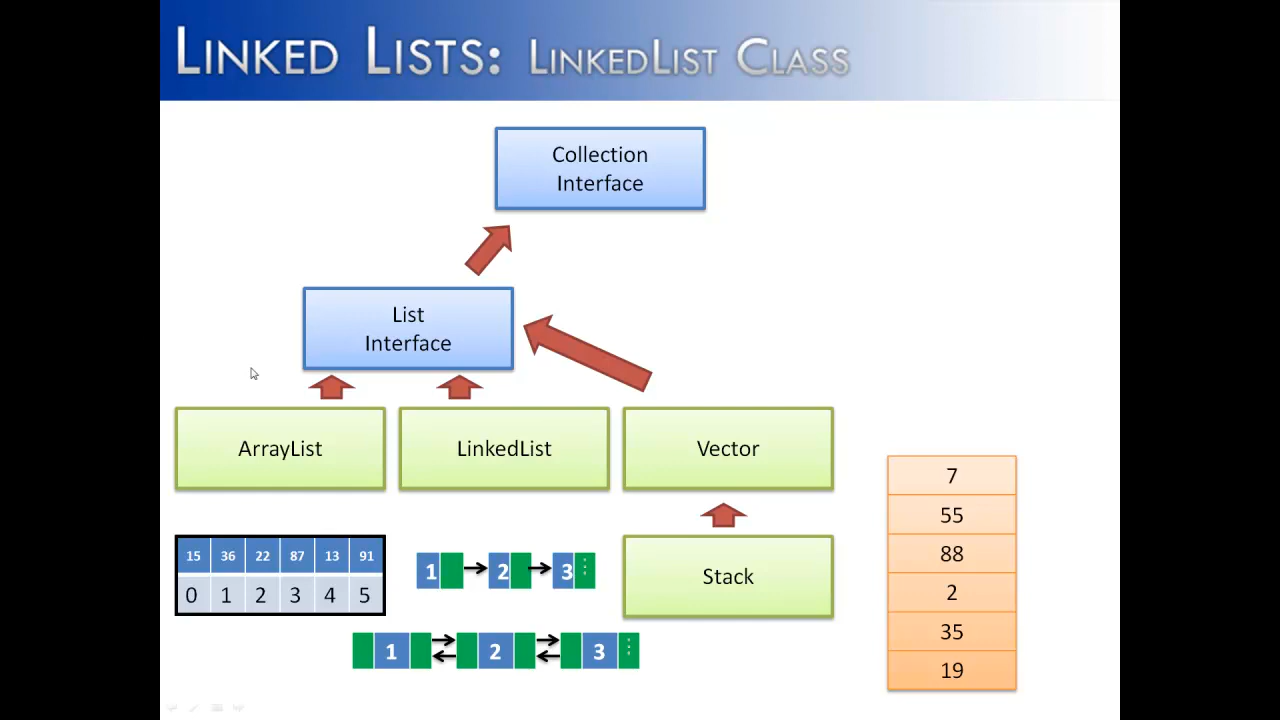 LINKED LISTS: LINKEDLIST CLASS
Collection
Interface
List
Interface
ArrayList
LinkedList
Vector
Stack
15 36 22 87 13 91
0 1 2 3 4 5
1 2 3 ⋮
1 2 3 ⋮
7
55
88
2
35
19